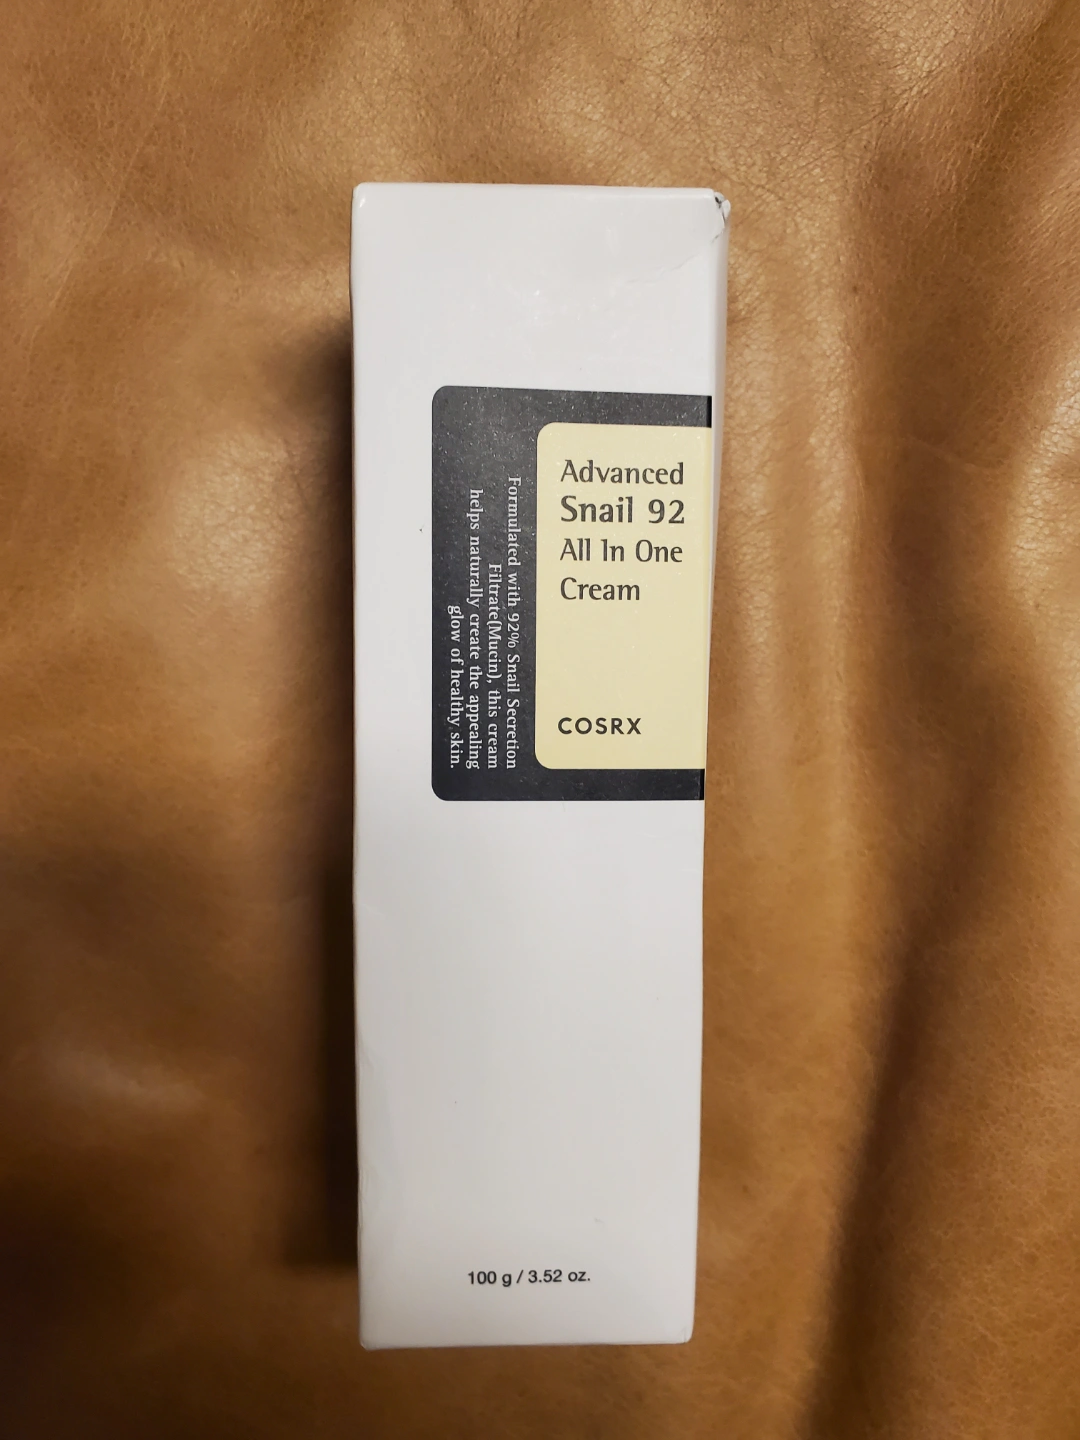 Advanced
Snail 92
All In One
Cream
COSRX
Formulated with 92% Snail Secretion
Filtrate(Mucin), this cream
helps naturally create the appealing
glow of healthy skin.
100 g / 3.52 oz.